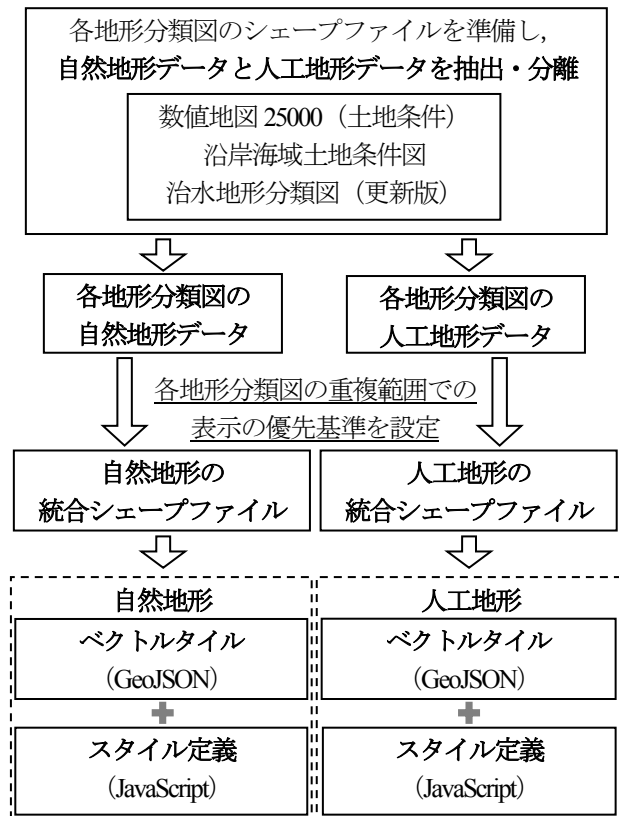 各地形分類図のシェープファイルを準備し，
自然地形データと人工地形データを抽出・分離
数値地図 25000（土地条件）
沿岸海域土地条件図
治水地形分類図（更新版）
各地形分類図の
自然地形データ
各地形分類図の
人工地形データ
各地形分類図の重複範囲での
表示の優先基準を設定
自然地形の
統合シェープファイル
人工地形の
統合シェープファイル
自然地形
ベクトルタイル
（GeoJSON）
スタイル定義
（JavaScript）
人工地形
ベクトルタイル
（GeoJSON）
スタイル定義
（JavaScript）